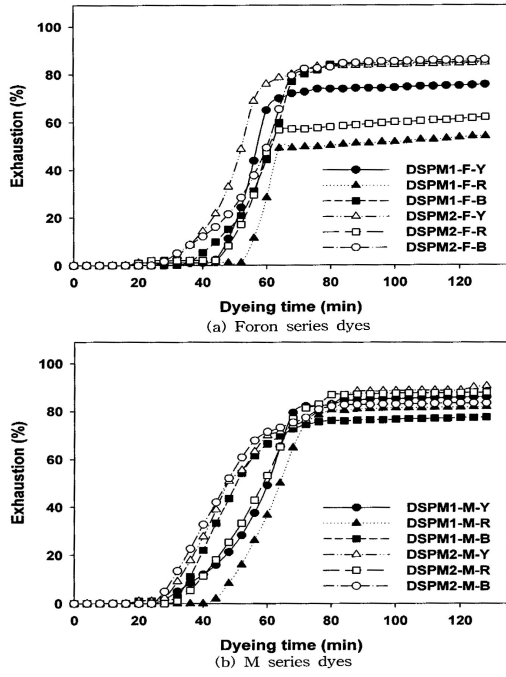 100
80
60
40
20
0
Exhaustion (%)
DSPM1-F-Y
DSPM1-F-R
DSPM1-F-B
DSPM2-F-Y
DSPM2-F-R
DSPM2-F-B
0 20 40 60 80 100 120
Dyeing time (min)
(a) Foron series dyes
100
80
60
40
20
0
Exhaustion (%)
DSPM1-M-Y
DSPM1-M-R
DSPM1-M-B
DSPM2-M-Y
DSPM2-M-R
DSPM2-M-B
0 20 40 60 80 100 120
Dyeing time (min)
(b) M series dyes